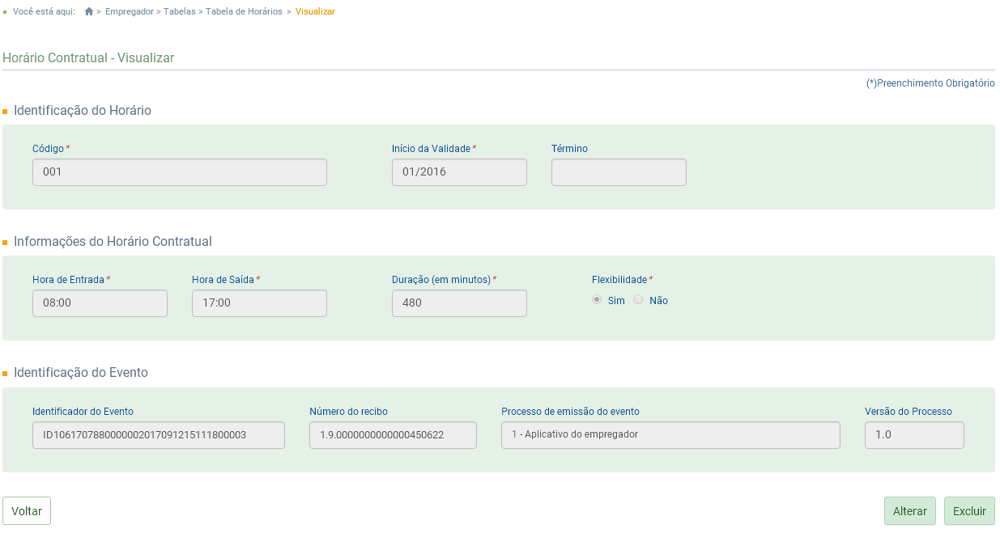 Você está aqui: > Empregador > Tabelas > Tabela de Horários > Visualizar
Horário Contratual - Visualizar
(*)Preenchimento Obrigatório
Identificação do Horário
Código* Início da Validade* Término
001 01/2016
Informações do Horário Contratual
Hora de Entrada* Hora de Saída* Duração (em minutos)* Flexibilidade*
08:00 17:00 480 Sim Não
Identificação do Evento
Identificador do Evento Número do recibo Processo de emissão do evento Versão do Processo
ID1061707880000002017091215111800003 1.9.0000000000000450622 1 - Aplicativo do empregador 1.0
Voltar Alterar Excluir